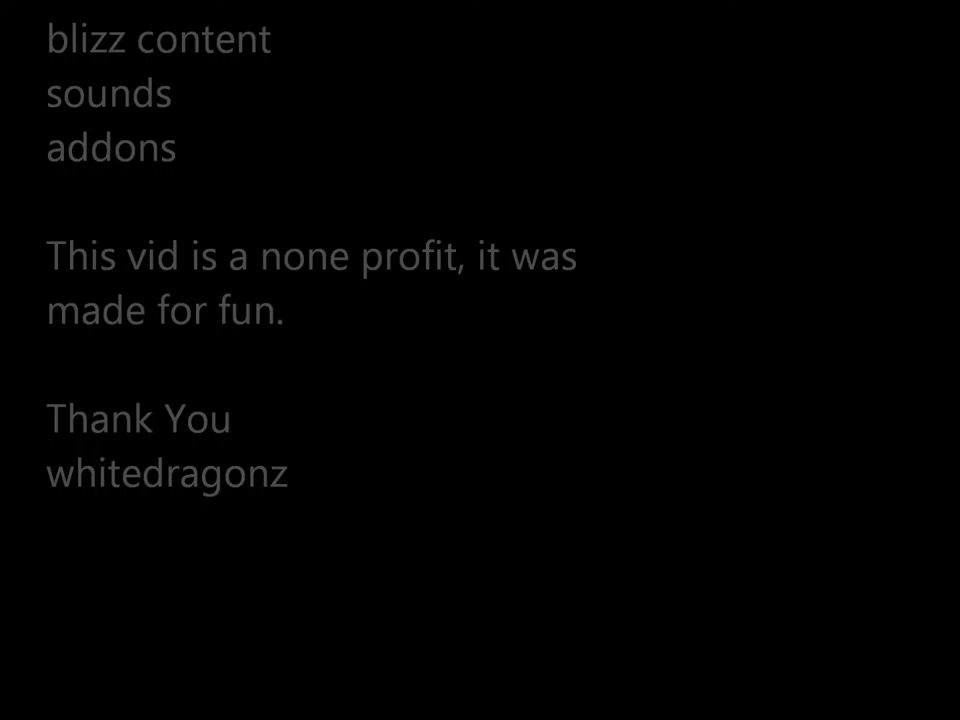 blizz content
sounds
addons
This vid is a none profit, it was
made for fun.
Thank You
whitedragonz